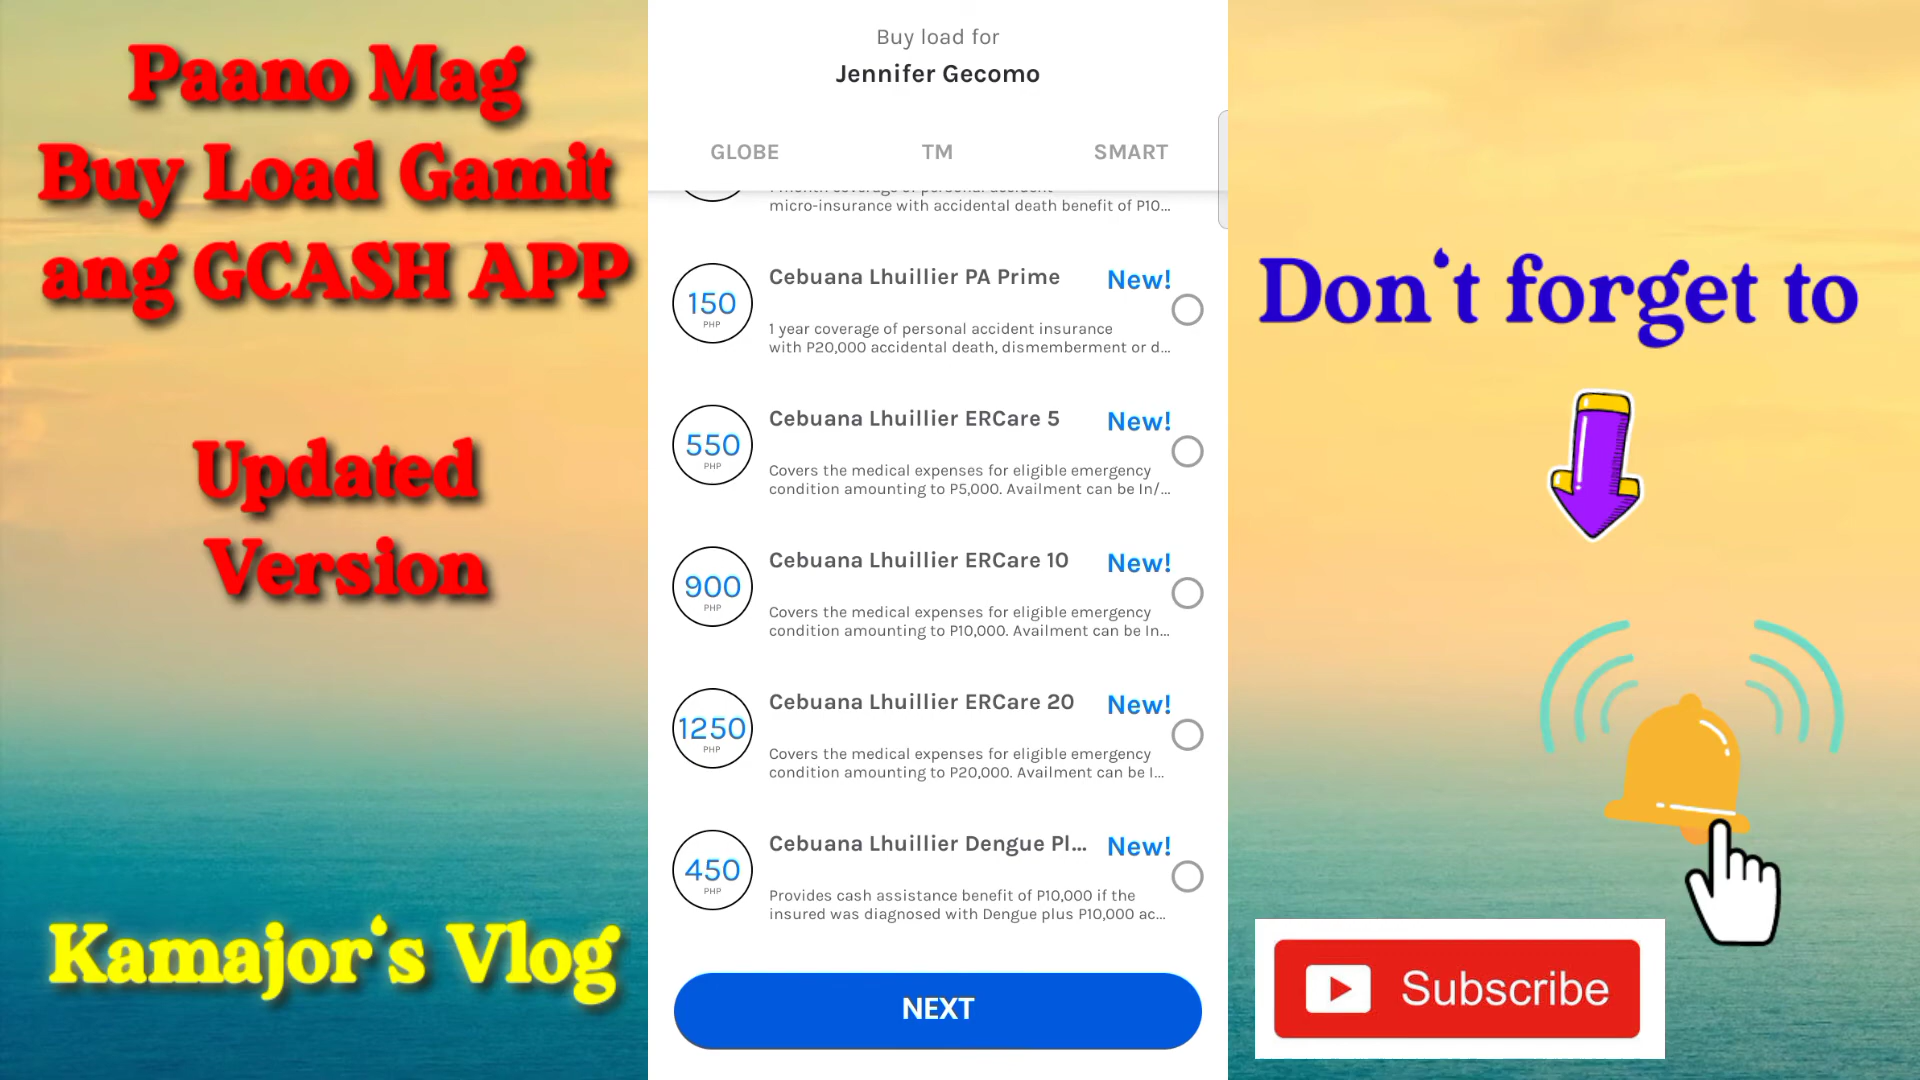 Paano Mag
Buy Load Gamit
ang GCASH APP
Updated
Version
Kamajor's Vlog
Buy load for
Jennifer Gecomo
GLOBE
TM
SMART
micro-insurance with accidental death benefit of P10...
150
PHP
Cebuana Lhuillier PA Prime
New!
1 year coverage of personal accident insurance
with P20,000 accidental death, dismemberment or d...
550
PHP
Cebuana Lhuillier ERCare 5
New!
Covers the medical expenses for eligible emergency
condition amounting to P5,000. Availment can be In/...
900
PHP
Cebuana Lhuillier ERCare 10
New!
Covers the medical expenses for eligible emergency
condition amounting to P10,000. Availment can be In...
1250
PHP
Cebuana Lhuillier ERCare 20
New!
Covers the medical expenses for eligible emergency
condition amounting to P20,000. Availment can be I...
450
PHP
Cebuana Lhuillier Dengue Pl...
New!
Provides cash assistance benefit of P10,000 if the
insured was diagnosed with Dengue plus P10,000 ac...
NEXT
Don't forget to
Subscribe